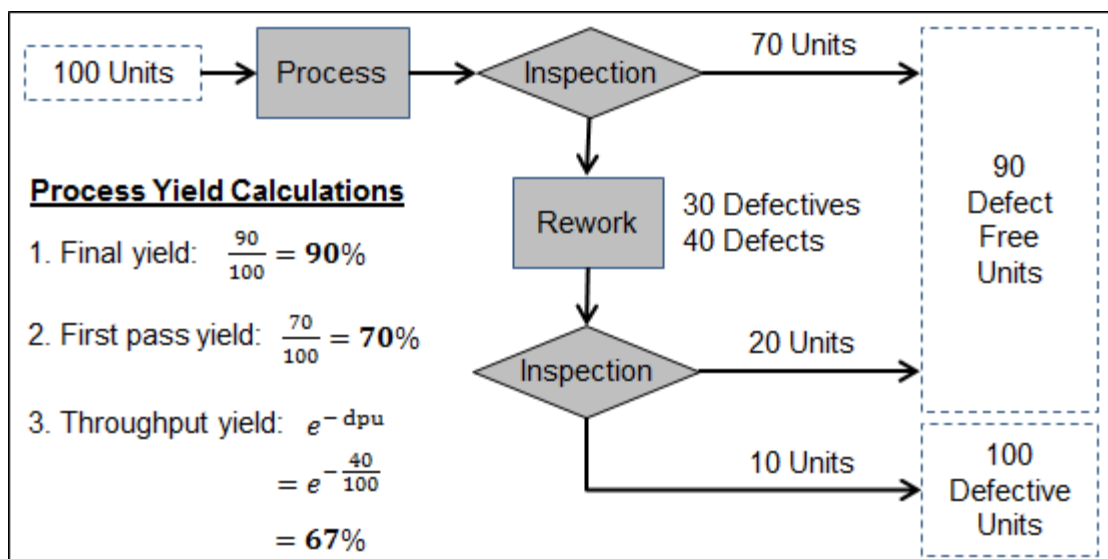 100 Units
Process
Inspection
70 Units
Rework
30 Defectives
40 Defects
Inspection
20 Units
10 Units
90
Defect
Free
Units
100
Defective
Units
Process Yield Calculations
1. Final yield: 90/100 = 90%
2. First pass yield: 70/100 = 70%
3. Throughput yield: e^(− dpu)
= e^(−40/100)
= 67%